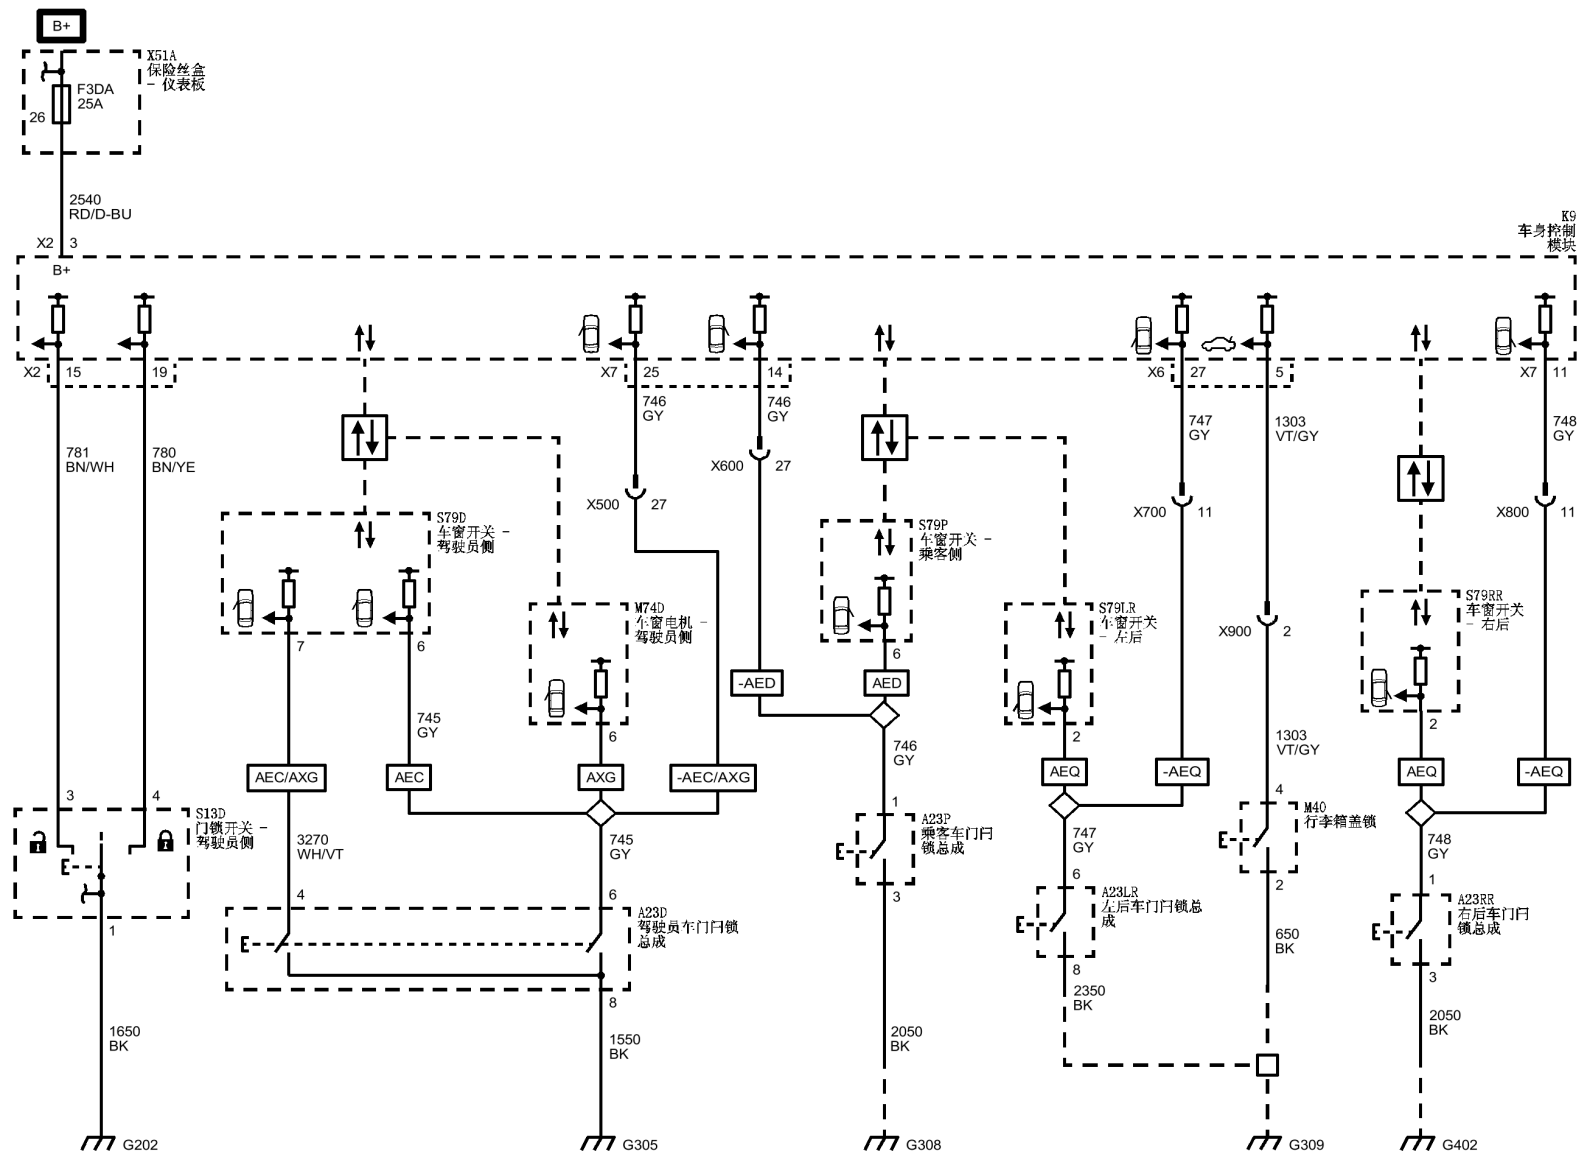 B+
X51A
保险丝盒
- 仪表板
F3DA
25A
26
2540
RD/D-BU
X2 3
K9
车身控制
模块
B+
X2 15 19
X7 25 14
X6 27 5
X7 11
746
GY
746
GY
747
GY
1303
VT/GY
748
GY
781
BN/WH
780
BN/YE
X500 27
X600 27
X700 11
X800 11
S79D
车窗开关 -
驾驶员侧
7
6
M74D
车窗电机 -
驾驶员侧
6
S79P
车窗开关 -
乘客侧
6
S79LR
车窗开关
- 左后
2
X900 2
S79RR
车窗开关
- 右后
2
-AED
AED
745
GY
746
GY
1303
VT/GY
AEC/AXG
AEC
AXG
-AEC/AXG
AEQ
-AEQ
AEQ
-AEQ
3
4
S13D
门锁开关 -
驾驶员侧
1
3270
WH/VT
745
GY
4
6
A23D
驾驶员车门闩锁
总成
8
1
A23P
乘客车门闩
锁总成
3
747
GY
6
A23LR
左后车门闩锁总
成
8
4
M40
行李箱盖锁
2
748
GY
1
A23RR
右后车门闩
锁总成
3
650
BK
2350
BK
1650
BK
1550
BK
2050
BK
2050
BK
G202
G305
G308
G309
G402